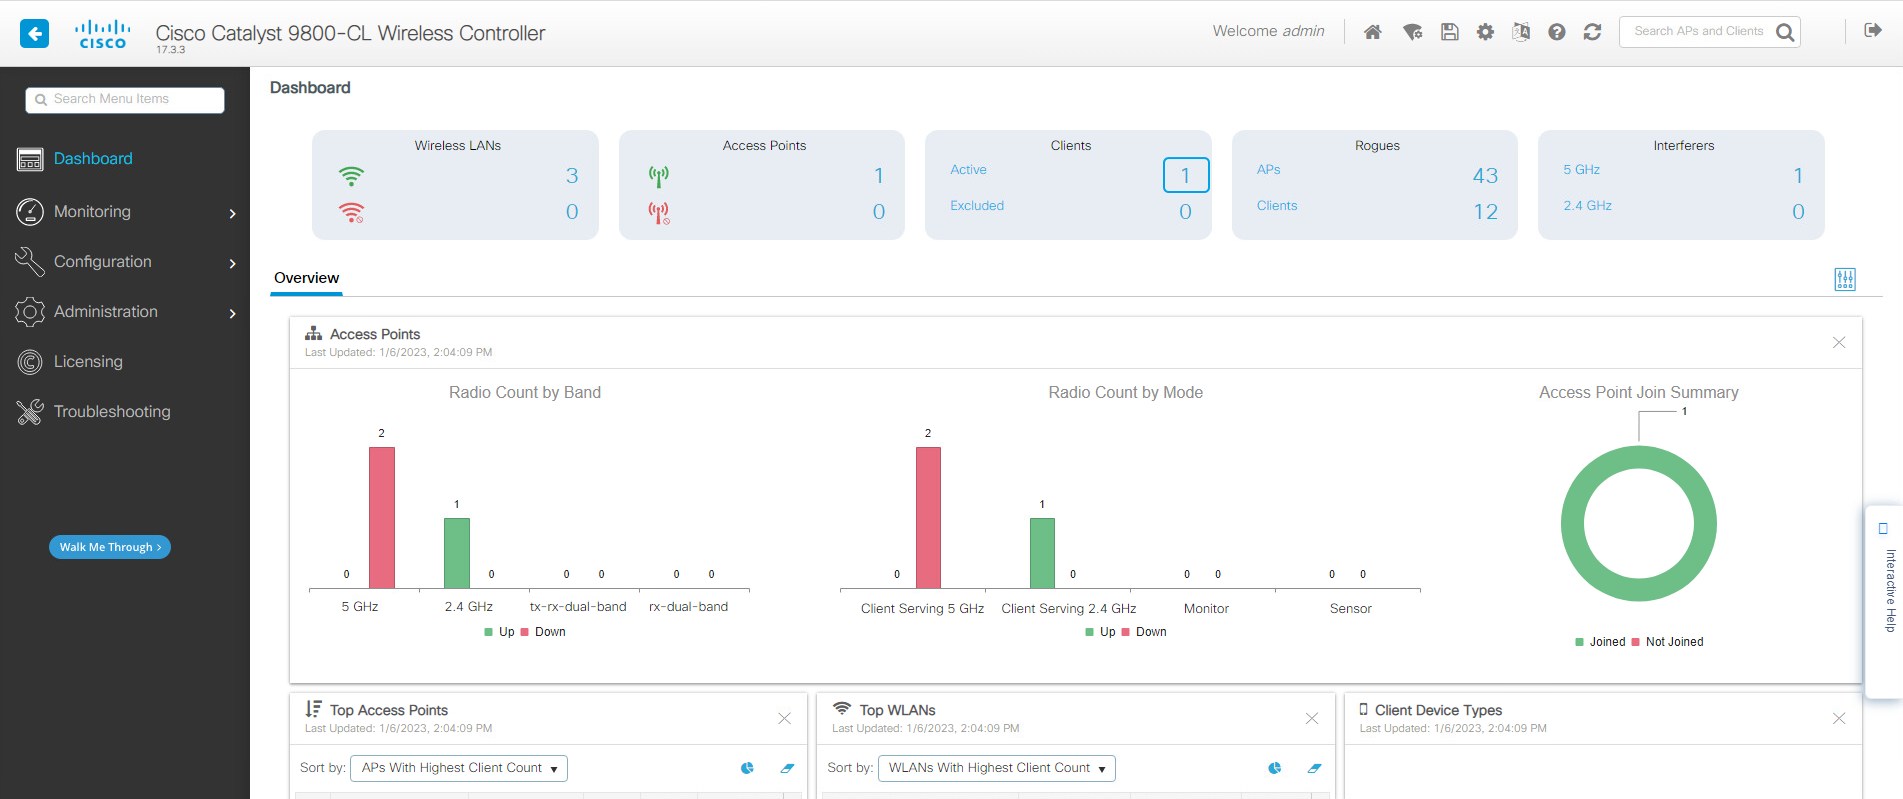 CISCO
Cisco Catalyst 9800-CL Wireless Controller
17.3.3
Welcome admin
Search APs and Clients
Search Menu Items
Dashboard
Monitoring
Configuration
Administration
Licensing
Troubleshooting
Walk Me Through >
Dashboard
Wireless LANs
3
0
Access Points
1
0
Clients
Active 1
Excluded 0
Rogues
APs 43
Clients 12
Interferers
5 GHz 1
2.4 GHz 0
Overview
Access Points
Last Updated: 1/6/2023, 2:04:09 PM
Radio Count by Band
2
1
0 0 0 0 0 0
5 GHz 2.4 GHz tx-rx-dual-band rx-dual-band
Up Down
Radio Count by Mode
2
1
0 0 0 0 0 0
Client Serving 5 GHz Client Serving 2.4 GHz Monitor Sensor
Up Down
Access Point Join Summary
1
Joined Not Joined
Interactive Help
Top Access Points
Last Updated: 1/6/2023, 2:04:09 PM
Sort by: APs With Highest Client Count
Top WLANs
Last Updated: 1/6/2023, 2:04:09 PM
Sort by: WLANs With Highest Client Count
Client Device Types
Last Updated: 1/6/2023, 2:04:09 PM